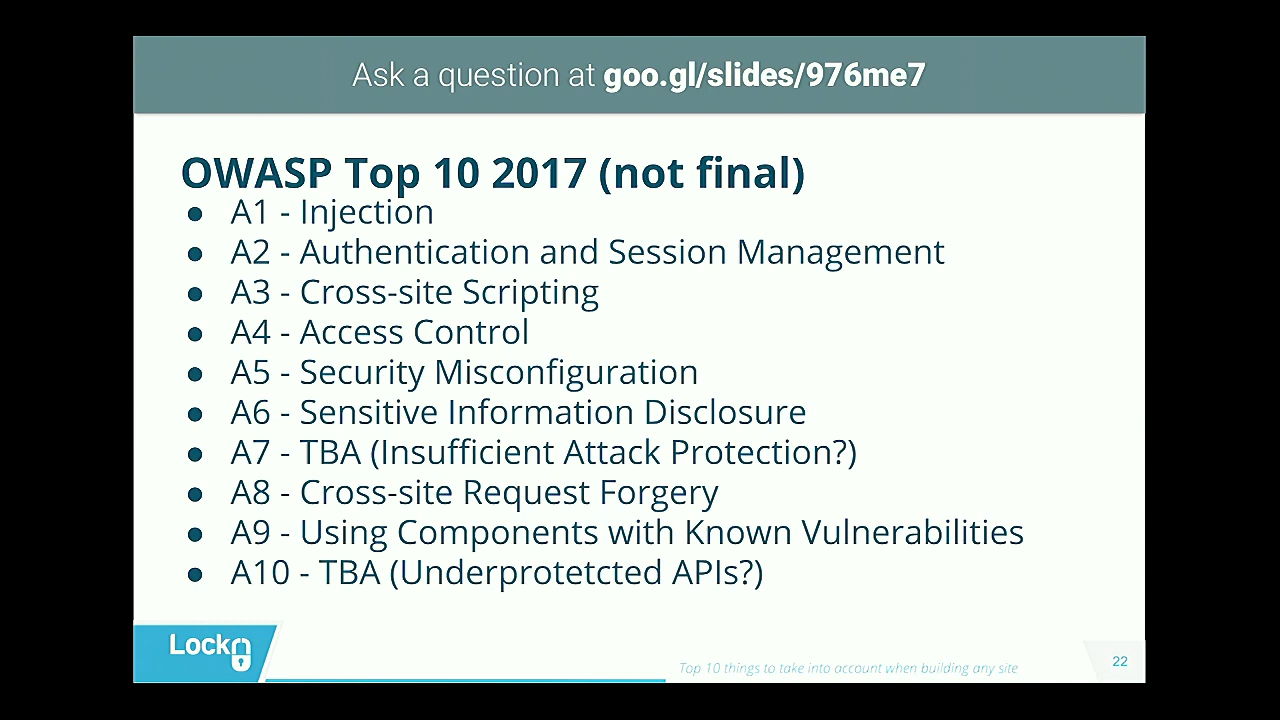 Ask a question at goo.gl/slides/976me7
OWASP Top 10 2017 (not final)
● A1 - Injection
● A2 - Authentication and Session Management
● A3 - Cross-site Scripting
● A4 - Access Control
● A5 - Security Misconfiguration
● A6 - Sensitive Information Disclosure
● A7 - TBA (Insufficient Attack Protection?)
● A8 - Cross-site Request Forgery
● A9 - Using Components with Known Vulnerabilities
● A10 - TBA (Underprotetcted APIs?)
Lock
Top 10 things to take into account when building any site
22